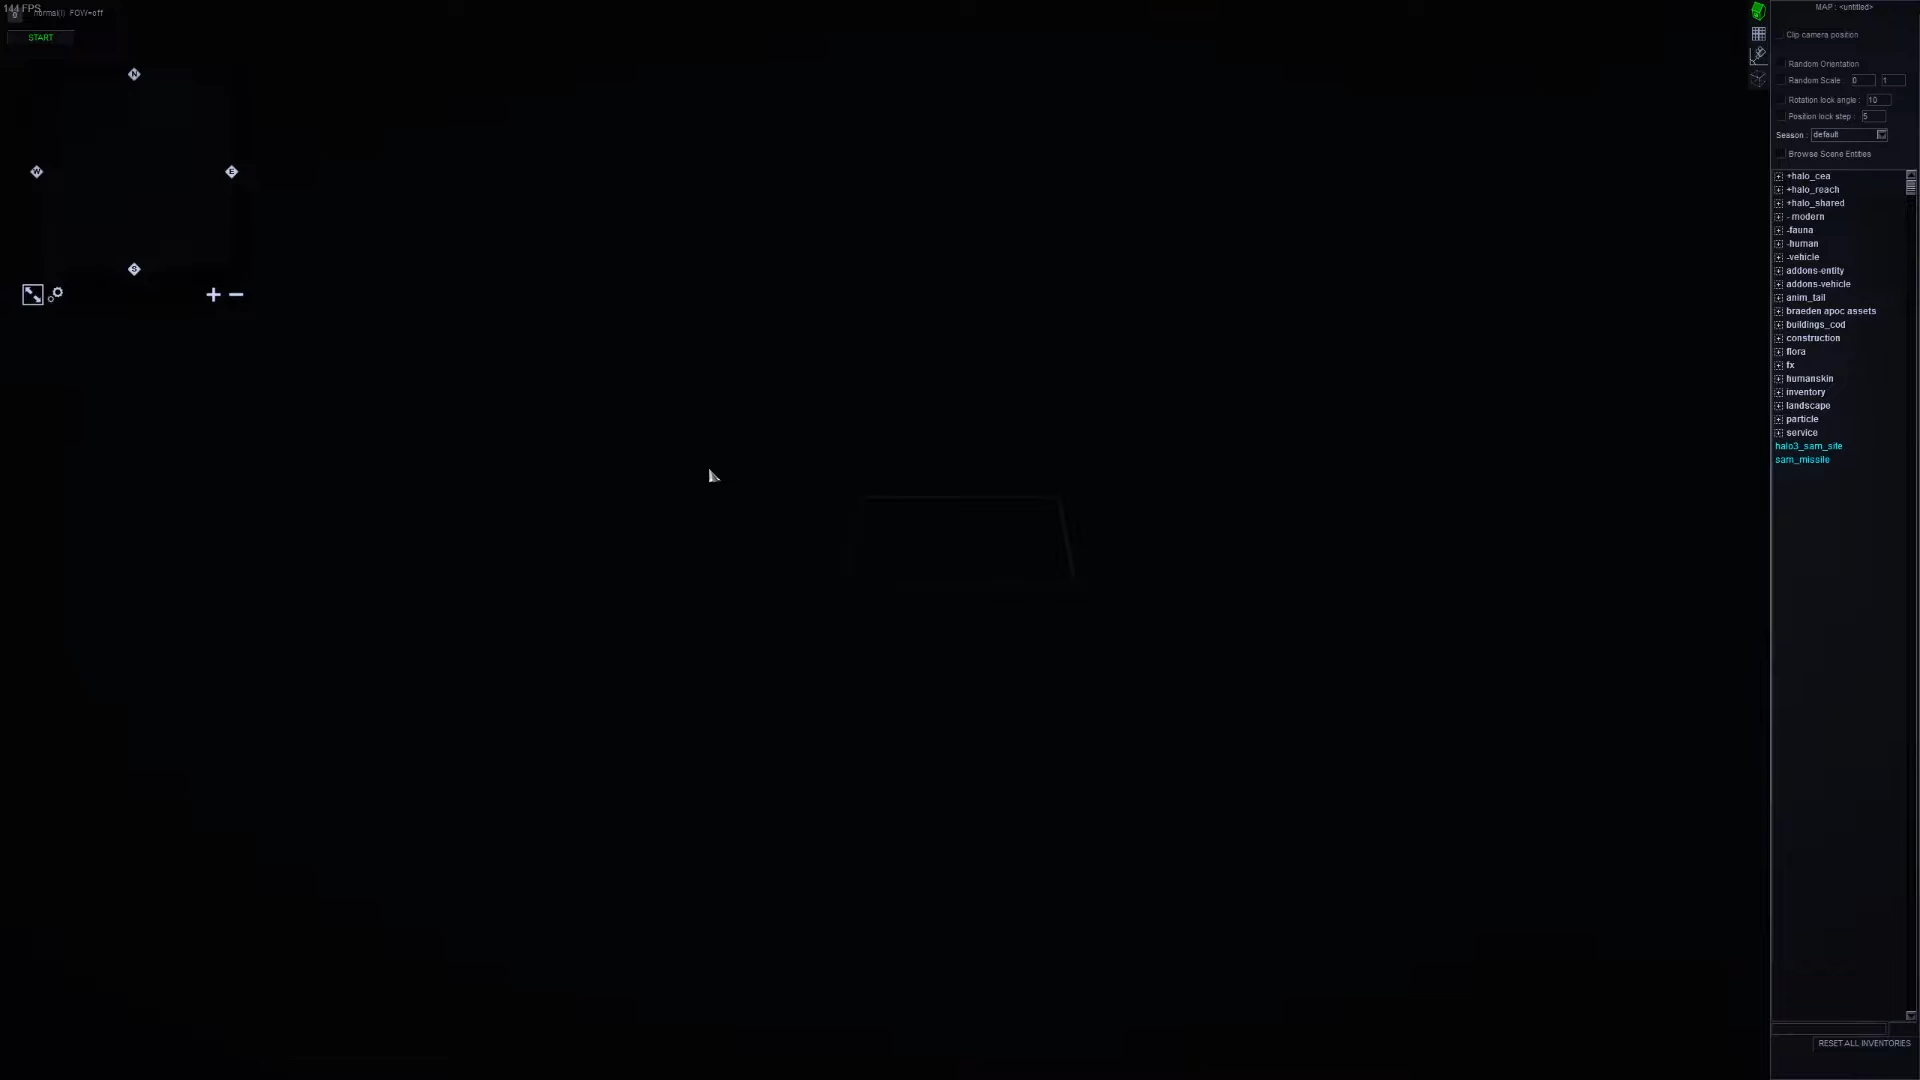 144 FPS
normal(!) FOW=off
START
N
W
E
S
MAP : <untitled>
Clip camera position
Random Orientation
Random Scale 0 1
Rotation lock angle : 10
Position lock step : 5
Season : default
Browse Scene Entities
+halo_cea
+halo_reach
+halo_shared
- modern
-fauna
-human
-vehicle
addons-entity
addons-vehicle
anim_tail
braeden apoc assets
buildings_cod
construction
flora
fx
humanskin
inventory
landscape
particle
service
halo3_sam_site
sam_missile
RESET ALL INVENTORIES